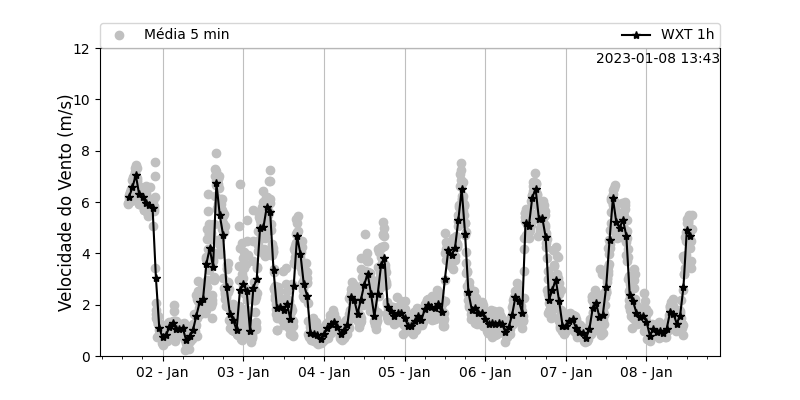 Média 5 min
WXT 1h
2023-01-08 13:43
Velocidade do Vento (m/s)
12
10
8
6
4
2
0
02 - Jan 03 - Jan 04 - Jan 05 - Jan 06 - Jan 07 - Jan 08 - Jan